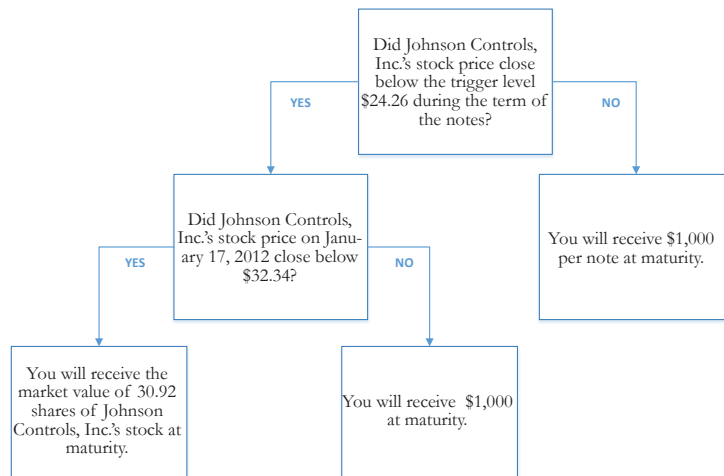 Did Johnson Controls,
Inc.'s stock price close
below the trigger level
$24.26 during the term of
the notes?
YES
NO
Did Johnson Controls,
Inc.'s stock price on Janu-
ary 17, 2012 close below
$32.34?
You will receive $1,000
per note at maturity.
YES
NO
You will receive the
market value of 30.92
shares of Johnson
Controls, Inc.'s stock at
maturity.
You will receive $1,000
at maturity.